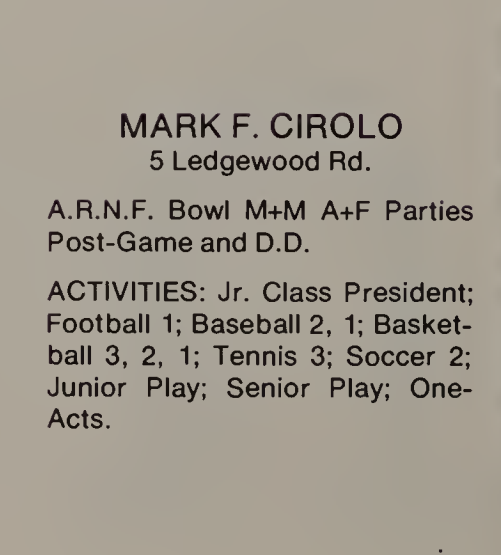 MARK F. CIROLO
5 Ledgewood Rd.
A.R.N.F. Bowl M+M A+F Parties
Post-Game and D.D.
ACTIVITIES: Jr. Class President;
Football 1; Baseball 2, 1; Basket-
ball 3, 2, 1; Tennis 3; Soccer 2;
Junior Play; Senior Play; One-
Acts.